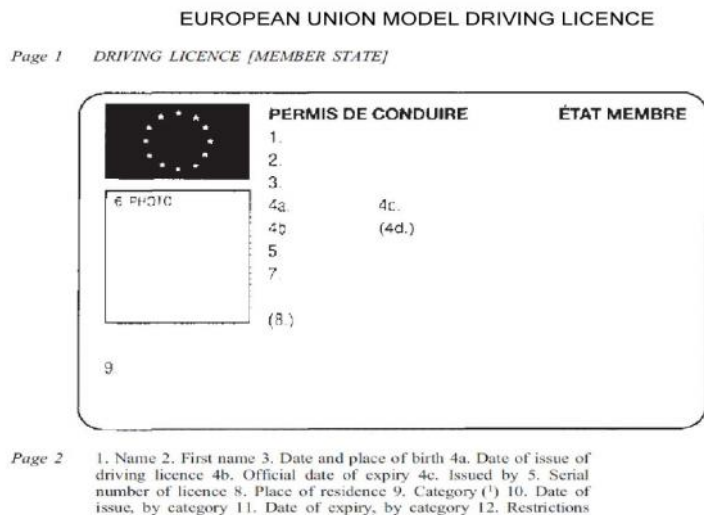 EUROPEAN UNION MODEL DRIVING LICENCE
Page 1 DRIVING LICENCE [MEMBER STATE]
PERMIS DE CONDUIRE ÉTAT MEMBRE
1.
2.
3.
6 PHOTO
4a. 4c.
4b (4d.)
5
7
(8.)
9
Page 2 1. Name 2. First name 3. Date and place of birth 4a. Date of issue of
driving licence 4b. Official date of expiry 4c. Issued by 5. Serial
number of licence 8. Place of residence 9. Category (¹) 10. Date of
issue, by category 11. Date of expiry, by category 12. Restrictions